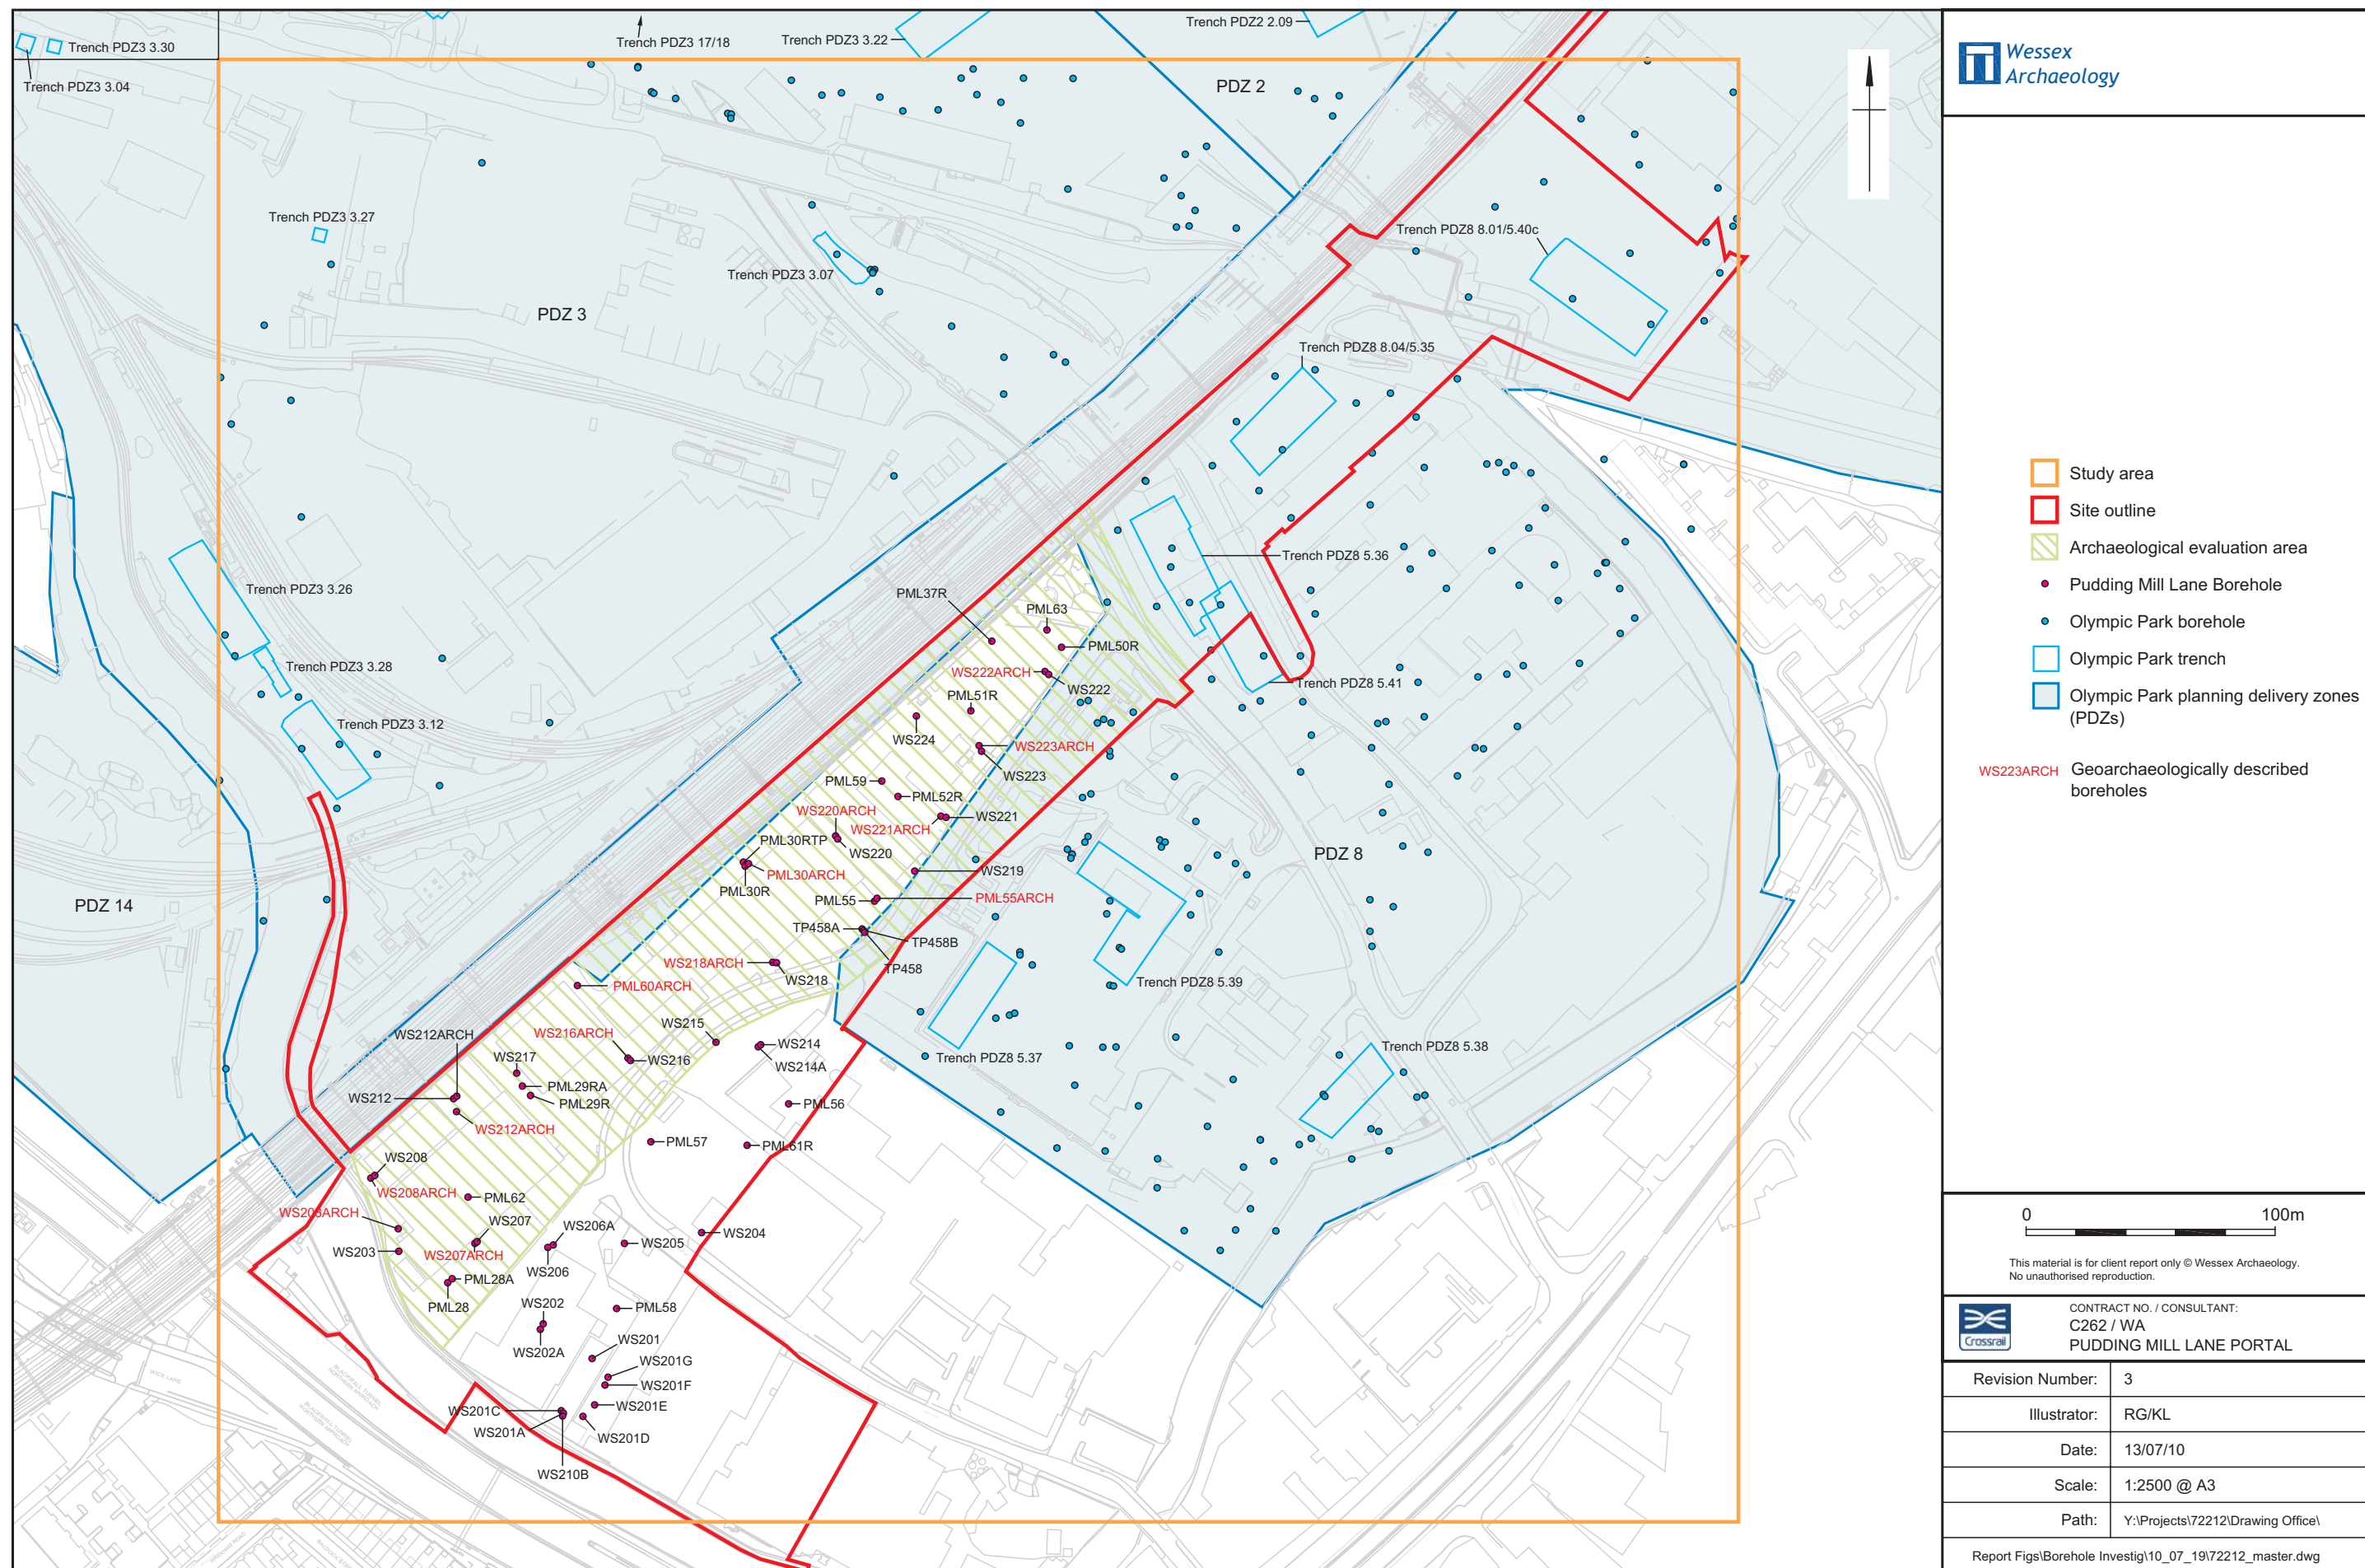 Trench PDZ3 3.30
Trench PDZ3 3.04
Trench PDZ3 17/18
Trench PDZ3 3.22
Trench PDZ2 2.09
PDZ 2
Trench PDZ3 3.27
Trench PDZ3 3.07
PDZ 3
Trench PDZ8 8.01/5.40c
Trench PDZ8 8.04/5.35
Trench PDZ8 5.36
Trench PDZ3 3.26
PML37R
PML63
PML50R
WS222ARCH
WS222
Trench PDZ8 5.41
Trench PDZ3 3.28
PML51R
Trench PDZ3 3.12
WS224
WS223ARCH
WS223
PML59
PML52R
WS220ARCH
WS221ARCH
WS221
PML30RTP
WS220
PML30ARCH
PML30R
WS219
PDZ 8
PML55
PML55ARCH
PDZ 14
TP458A
TP458B
TP458
WS218ARCH
WS218
PML60ARCH
Trench PDZ8 5.39
WS215
WS212ARCH
WS216ARCH
WS217
WS216
WS214
WS214A
Trench PDZ8 5.37
Trench PDZ8 5.38
PML29RA
PML29R
WS212
WS212ARCH
PML56
PML57
PML61R
WS208
WS208ARCH
PML62
WS206ARCH
WS207
WS206A
WS203
WS207ARCH
WS206
WS205
WS204
PML28A
PML28
WS202
PML58
WS202A
WS201
WS201G
WS201F
WS201C
WS201E
WS201A
WS201D
WS210B
WICK LANE
BLACKWALL TUNNEL
NORTHERN APPROACH
BLACKWALL TUNNEL
NORTHERN APPROACH
Wessex
Archaeology
Study area
Site outline
Archaeological evaluation area
Pudding Mill Lane Borehole
Olympic Park borehole
Olympic Park trench
Olympic Park planning delivery zones
(PDZs)
WS223ARCH Geoarchaeologically described
boreholes
0 100m
This material is for client report only © Wessex Archaeology.
No unauthorised reproduction.
Crossrail
CONTRACT NO. / CONSULTANT:
C262 / WA
PUDDING MILL LANE PORTAL
Revision Number: 3
Illustrator: RG/KL
Date: 13/07/10
Scale: 1:2500 @ A3
Path: Y:\Projects\72212\Drawing Office\
Report Figs\Borehole Investig\10_07_19\72212_master.dwg